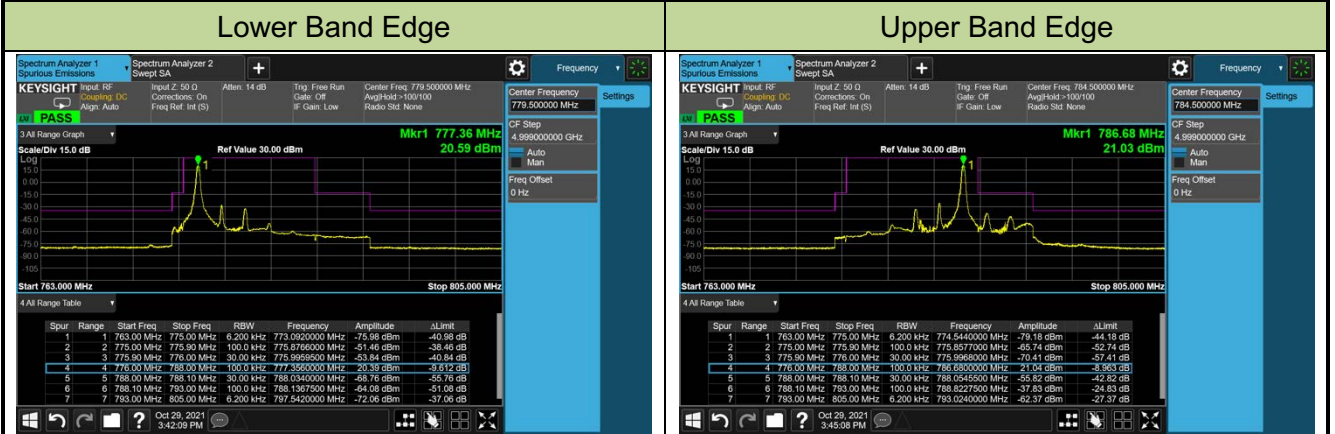 Lower Band Edge
Upper Band Edge
Spectrum Analyzer 1
Spurious Emissions
Spectrum Analyzer 2
Swept SA
+
Frequency
KEYSIGHT
Input: RF
Coupling: DC
Align: Auto
Input Z: 50 Ω
Corrections: On
Freq Ref: Int (S)
Atten: 14 dB
Trig: Free Run
Gate: Off
IF Gain: Low
Center Freq: 779.500000 MHz
Avg|Hold:>100/100
Radio Std: None
PASS
Center Frequency
779.500000 MHz
Settings
CF Step
4.999000000 GHz
Auto
Man
Freq Offset
0 Hz
3 All Range Graph
Mkr1 777.36 MHz
Scale/Div 15.0 dB
Ref Value 30.00 dBm
20.59 dBm
Log
15.0
0.00
-15.0
-30.0
-45.0
-60.0
-75.0
-90.0
-105
1
Start 763.000 MHz
Stop 805.000 MHz
4 All Range Table
Spur Range Start Freq Stop Freq RBW Frequency Amplitude ΔLimit
1 1 763.00 MHz 775.00 MHz 6.200 kHz 773.0920000 MHz -75.98 dBm -40.98 dB
2 2 775.00 MHz 775.90 MHz 100.0 kHz 775.8766000 MHz -51.46 dBm -38.46 dB
3 3 775.90 MHz 776.00 MHz 30.00 kHz 775.9959500 MHz -53.84 dBm -40.84 dB
4 4 776.00 MHz 788.00 MHz 100.0 kHz 777.3560000 MHz 20.39 dBm -9.612 dB
5 5 788.00 MHz 788.10 MHz 30.00 kHz 788.0340000 MHz -68.76 dBm -55.76 dB
6 6 788.10 MHz 793.00 MHz 100.0 kHz 788.1367500 MHz -64.08 dBm -51.08 dB
7 7 793.00 MHz 805.00 MHz 6.200 kHz 797.5420000 MHz -72.06 dBm -37.06 dB
?
Oct 29, 2021
3:42:09 PM
Spectrum Analyzer 1
Spurious Emissions
Spectrum Analyzer 2
Swept SA
+
Frequency
KEYSIGHT
Input: RF
Coupling: DC
Align: Auto
Input Z: 50 Ω
Corrections: On
Freq Ref: Int (S)
Atten: 14 dB
Trig: Free Run
Gate: Off
IF Gain: Low
Center Freq: 784.500000 MHz
Avg|Hold:>100/100
Radio Std: None
PASS
Center Frequency
784.500000 MHz
Settings
CF Step
4.999000000 GHz
Auto
Man
Freq Offset
0 Hz
3 All Range Graph
Mkr1 786.68 MHz
Scale/Div 15.0 dB
Ref Value 30.00 dBm
21.03 dBm
Log
15.0
0.00
-15.0
-30.0
-45.0
-60.0
-75.0
-90.0
-105
1
Start 763.000 MHz
Stop 805.000 MHz
4 All Range Table
Spur Range Start Freq Stop Freq RBW Frequency Amplitude ΔLimit
1 1 763.00 MHz 775.00 MHz 6.200 kHz 774.5440000 MHz -79.18 dBm -44.18 dB
2 2 775.00 MHz 775.90 MHz 100.0 kHz 775.8577000 MHz -65.74 dBm -52.74 dB
3 3 775.90 MHz 776.00 MHz 30.00 kHz 775.9968000 MHz -70.41 dBm -57.41 dB
4 4 776.00 MHz 788.00 MHz 100.0 kHz 786.6800000 MHz 21.04 dBm -8.963 dB
5 5 788.00 MHz 788.10 MHz 30.00 kHz 788.0545500 MHz -55.82 dBm -42.82 dB
6 6 788.10 MHz 793.00 MHz 100.0 kHz 788.8227500 MHz -37.83 dBm -24.83 dB
7 7 793.00 MHz 805.00 MHz 6.200 kHz 793.0240000 MHz -62.37 dBm -27.37 dB
?
Oct 29, 2021
3:45:08 PM